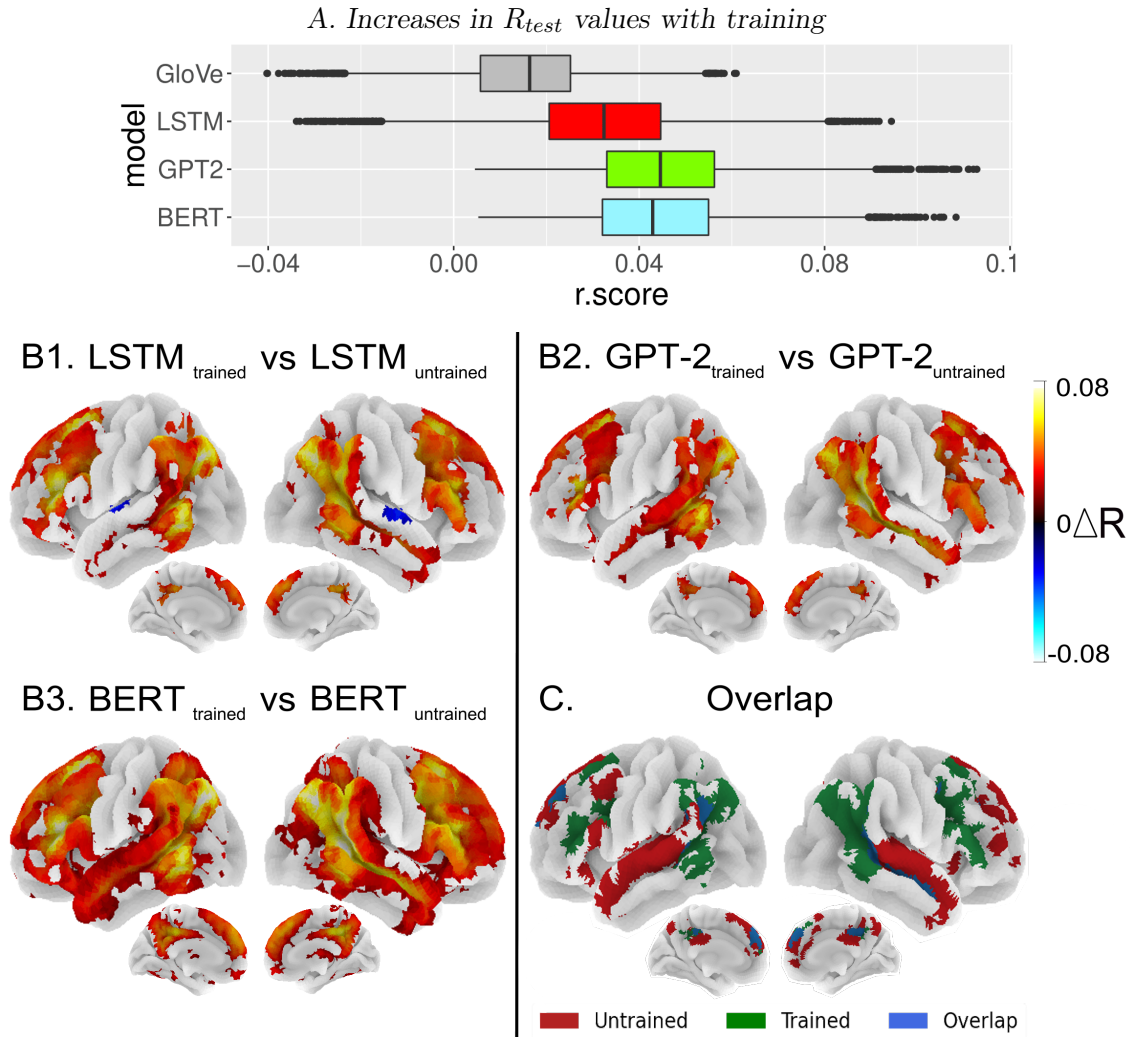 A. Increases in R_test values with training
GloVe
LSTM
GPT2
BERT
model
−0.04 0.00 0.04 0.08 0.1
r.score
B1. LSTM trained vs LSTM untrained
B2. GPT-2 trained vs GPT-2 untrained
0.08
0 △R
-0.08
B3. BERT trained vs BERT untrained
C. Overlap
Untrained Trained Overlap